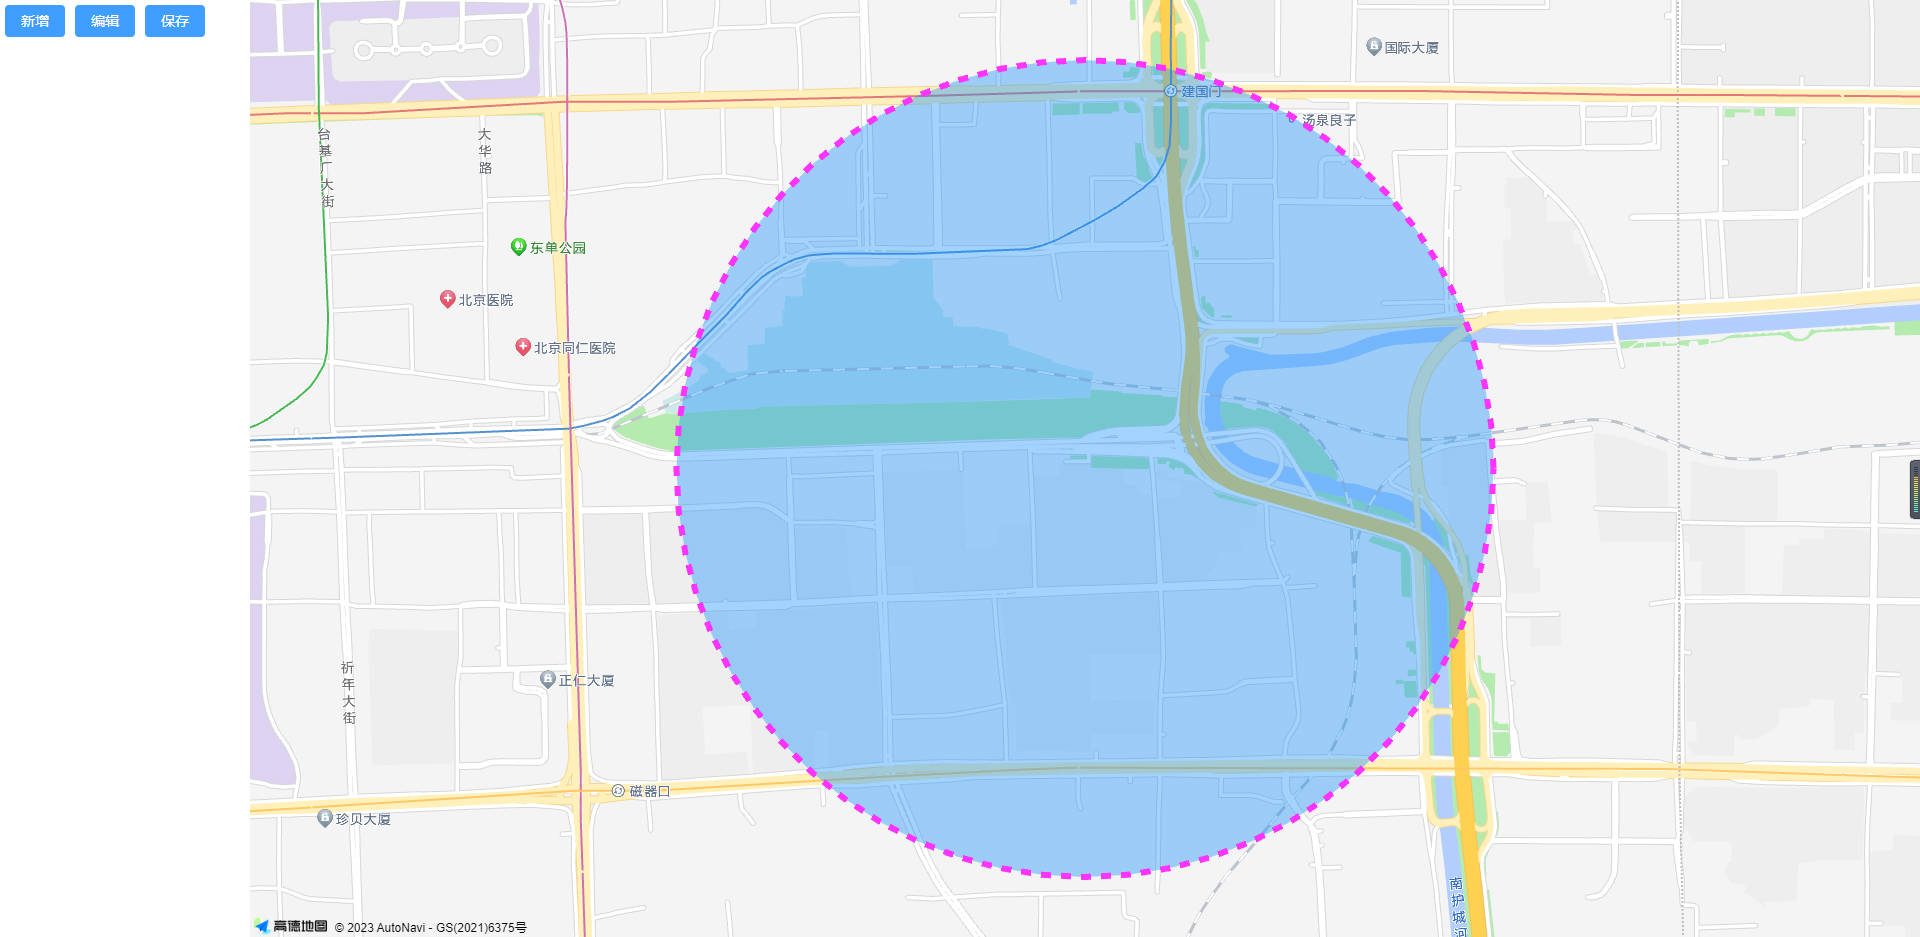 新增
编辑
保存
国际大厦
建国门
汤泉良子
台基厂大街
大华路
东单公园
北京医院
北京同仁医院
祈年大街
正仁大厦
磁器口
珍贝大厦
南护城河
高德地图 © 2023 AutoNavi - GS(2021)6375号